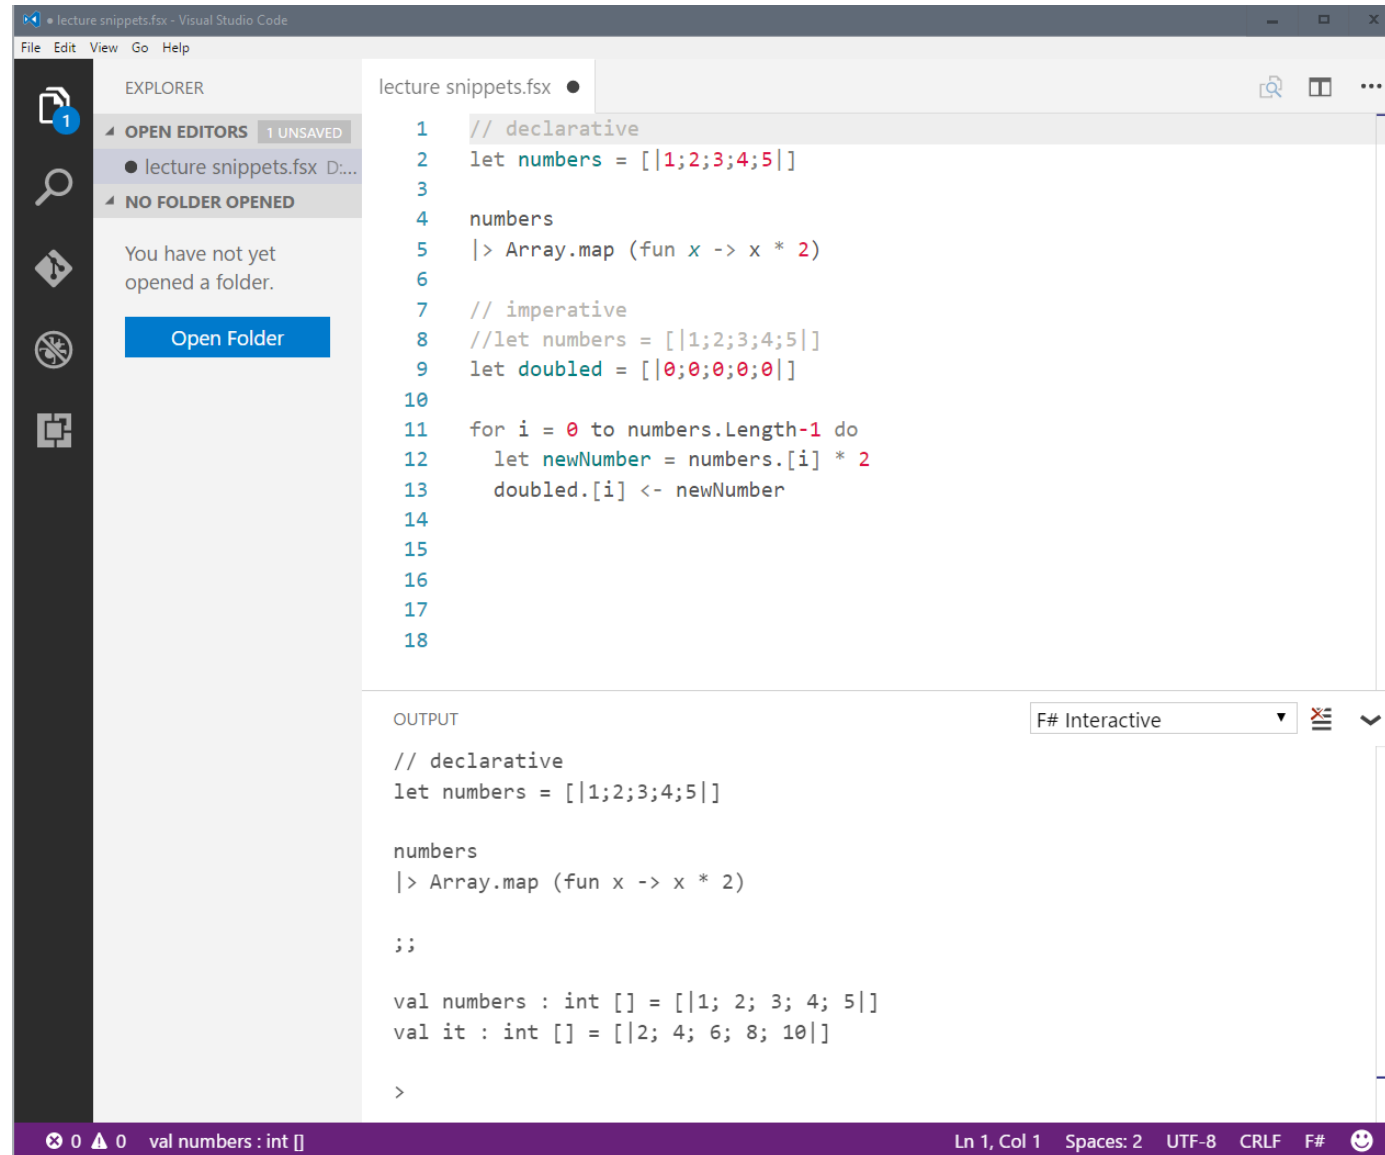 ● lecture snippets.fsx - Visual Studio Code
File Edit View Go Help
EXPLORER
OPEN EDITORS 1 UNSAVED
● lecture snippets.fsx D:...
NO FOLDER OPENED
You have not yet
opened a folder.
Open Folder
1
lecture snippets.fsx ●
1 // declarative
2 let numbers = [|1;2;3;4;5|]
3
4 numbers
5 |> Array.map (fun x -> x * 2)
6
7 // imperative
8 //let numbers = [|1;2;3;4;5|]
9 let doubled = [|0;0;0;0;0|]
10
11 for i = 0 to numbers.Length-1 do
12   let newNumber = numbers.[i] * 2
13   doubled.[i] <- newNumber
14
15
16
17
18
OUTPUT F# Interactive
// declarative
let numbers = [|1;2;3;4;5|]
numbers
|> Array.map (fun x -> x * 2)
;;
val numbers : int [] = [|1; 2; 3; 4; 5|]
val it : int [] = [|2; 4; 6; 8; 10|]
>
0 0 val numbers : int [] Ln 1, Col 1 Spaces: 2 UTF-8 CRLF F#